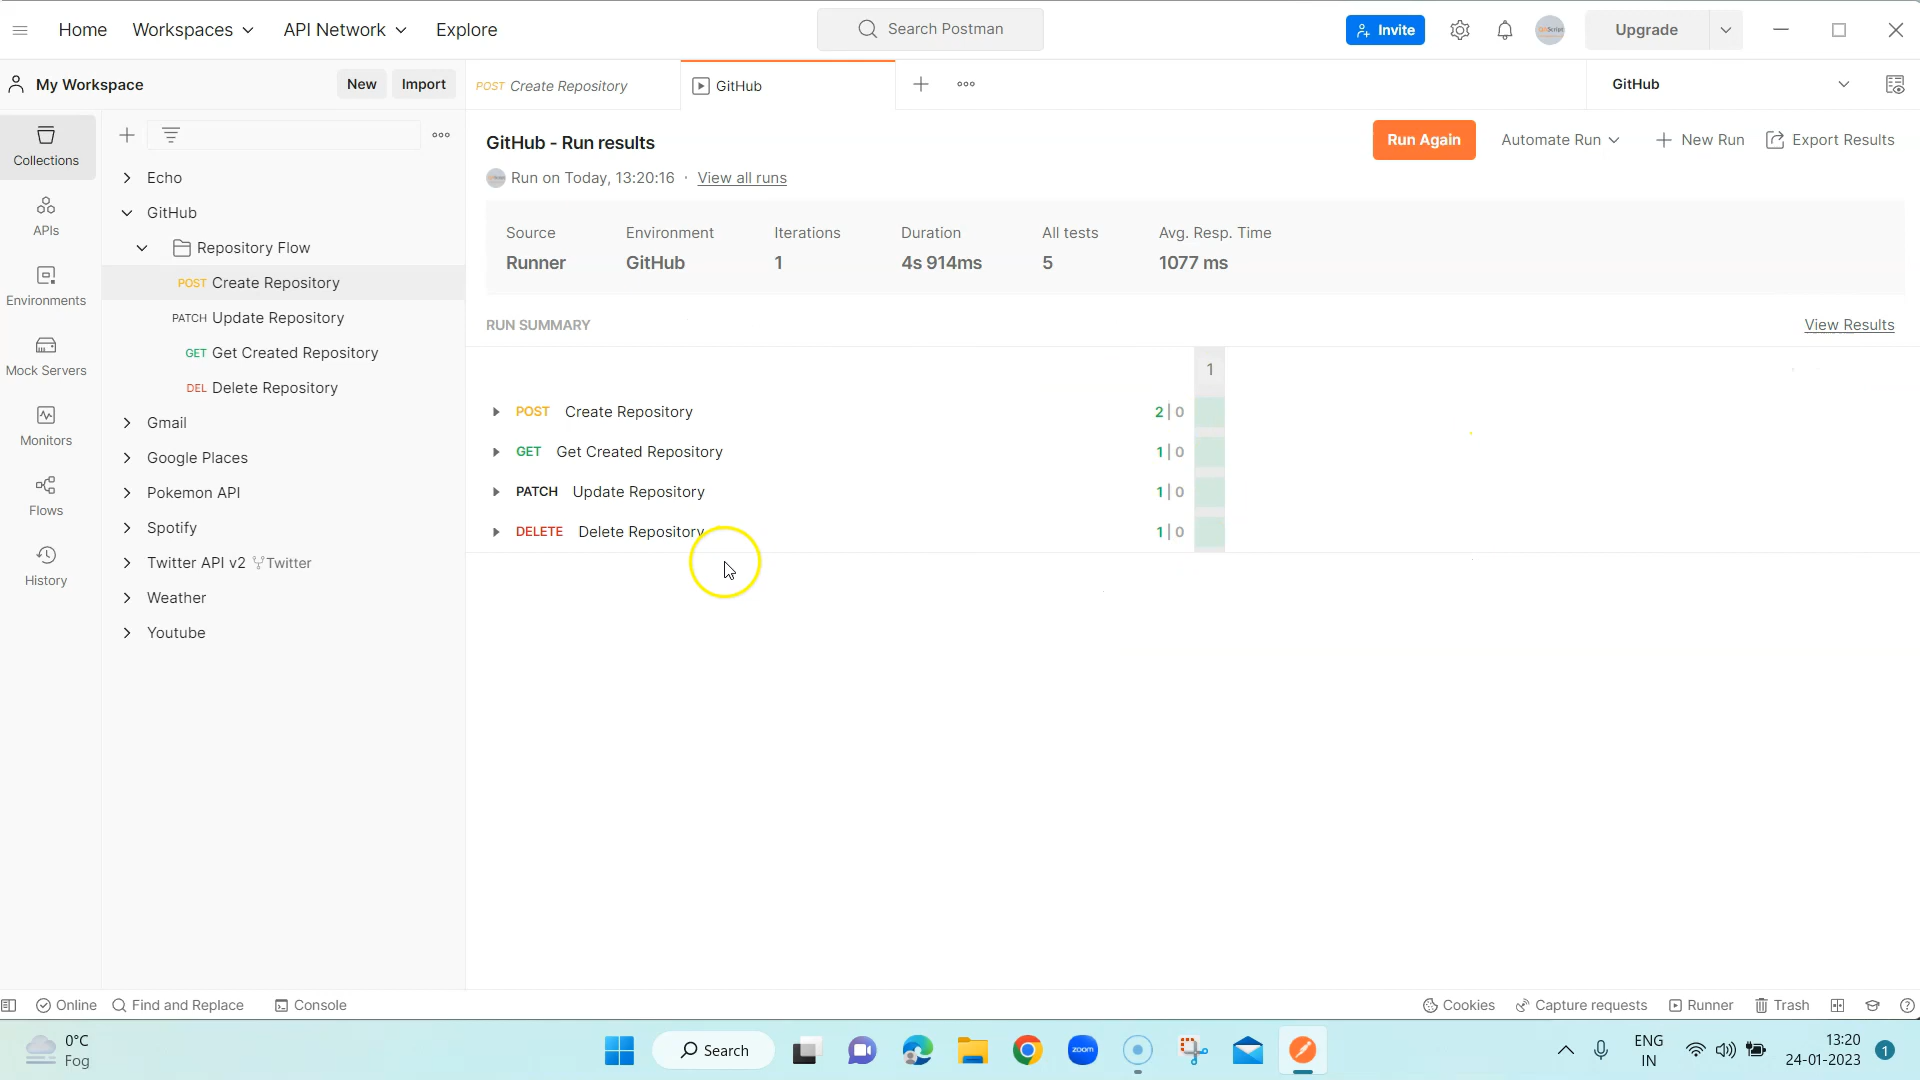 Home Workspaces API Network Explore Search Postman Invite Upgrade
My Workspace New Import POST Create Repository GitHub GitHub
Collections
APIs
Environments
Mock Servers
Monitors
Flows
History
Echo
GitHub
Repository Flow
POST Create Repository
PATCH Update Repository
GET Get Created Repository
DEL Delete Repository
Gmail
Google Places
Pokemon API
Spotify
Twitter API v2 Twitter
Weather
Youtube
GitHub - Run results Run Again Automate Run New Run Export Results
Run on Today, 13:20:16 · View all runs
Source Environment Iterations Duration All tests Avg. Resp. Time
Runner GitHub 1 4s 914ms 5 1077 ms
RUN SUMMARY View Results
1
POST Create Repository 2 | 0
GET Get Created Repository 1 | 0
PATCH Update Repository 1 | 0
DELETE Delete Repository 1 | 0
Online Find and Replace Console Cookies Capture requests Runner Trash
0°C
Fog
Search
zoom
ENG
IN
13:20
24-01-2023
1